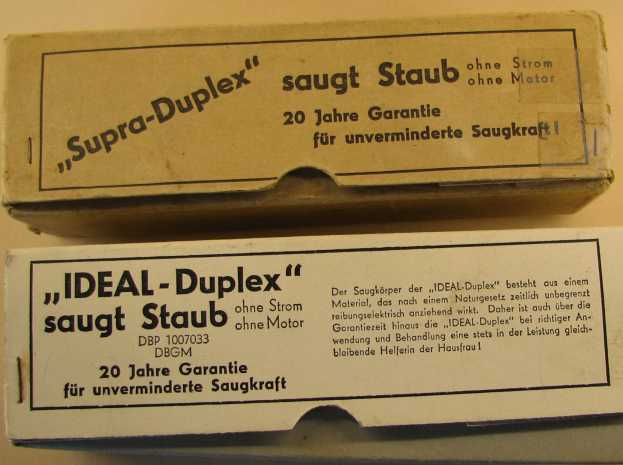 „Supra-Duplex“ saugt Staub ohne Strom
ohne Motor
20 Jahre Garantie
für unverminderte Saugkraft!
„IDEAL-Duplex“
saugt Staub ohne Strom
ohne Motor
DBP 1007033
DBGM
20 Jahre Garantie
für unverminderte Saugkraft
Der Saugkörper der „IDEAL-Duplex“ besteht aus einem
Material, das nach einem Naturgesetz zeitlich unbegrenzt
reibungselektrisch anziehend wirkt. Daher ist auch über die
Garantiezeit hinaus die „IDEAL-Duplex“ bei richtiger An-
wendung und Behandlung eine stets in der Leistung gleich-
bleibende Helferin der Hausfrau!